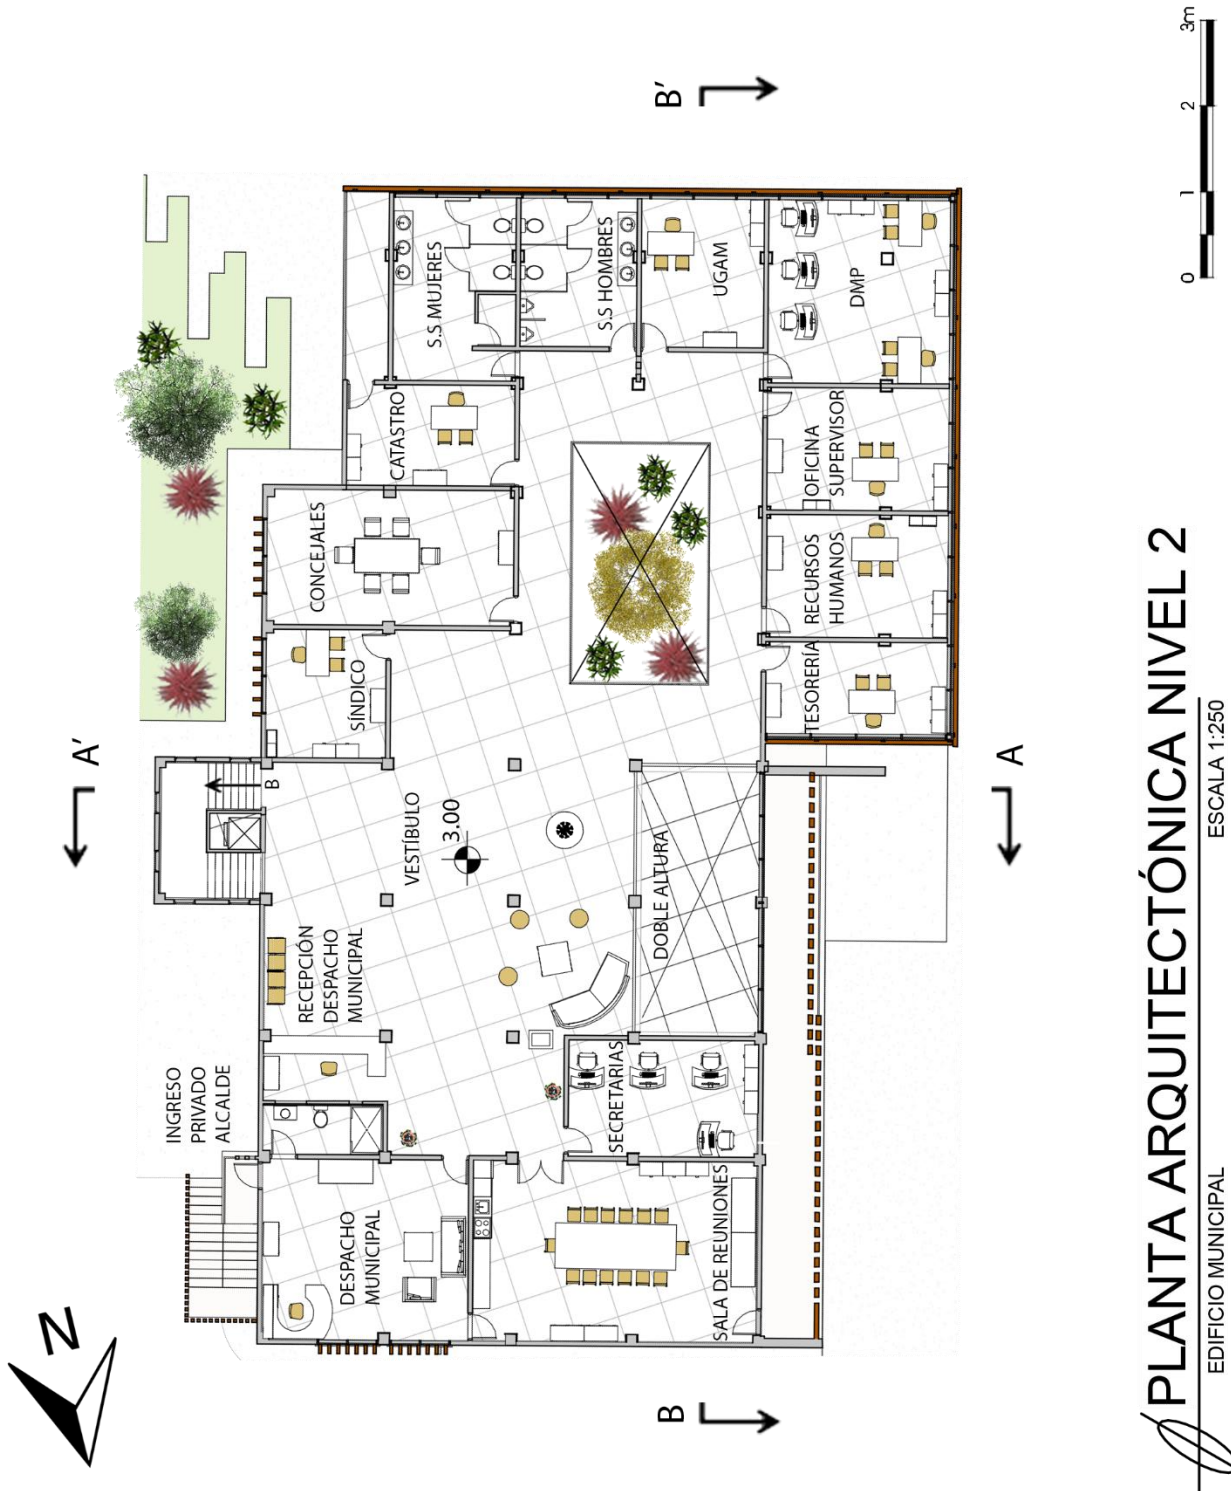 N
INGRESO
PRIVADO
ALCALDE
A'
B'
B
A
DESPACHO
MUNICIPAL
RECEPCIÓN
DESPACHO
MUNICIPAL
B
SÍNDICO
CONCEJALES
CATASTRO
S.S MUJERES
S.S HOMBRES
UGAM
DMP
OFICINA
SUPERVISOR
RECURSOS
HUMANOS
TESORERÍA
VESTÍBULO
3.00
DOBLE ALTURA
SECRETARIAS
SALA DE REUNIONES
PLANTA ARQUITECTÓNICA NIVEL 2
EDIFICIO MUNICIPAL
ESCALA 1:250
0 1 2 3m